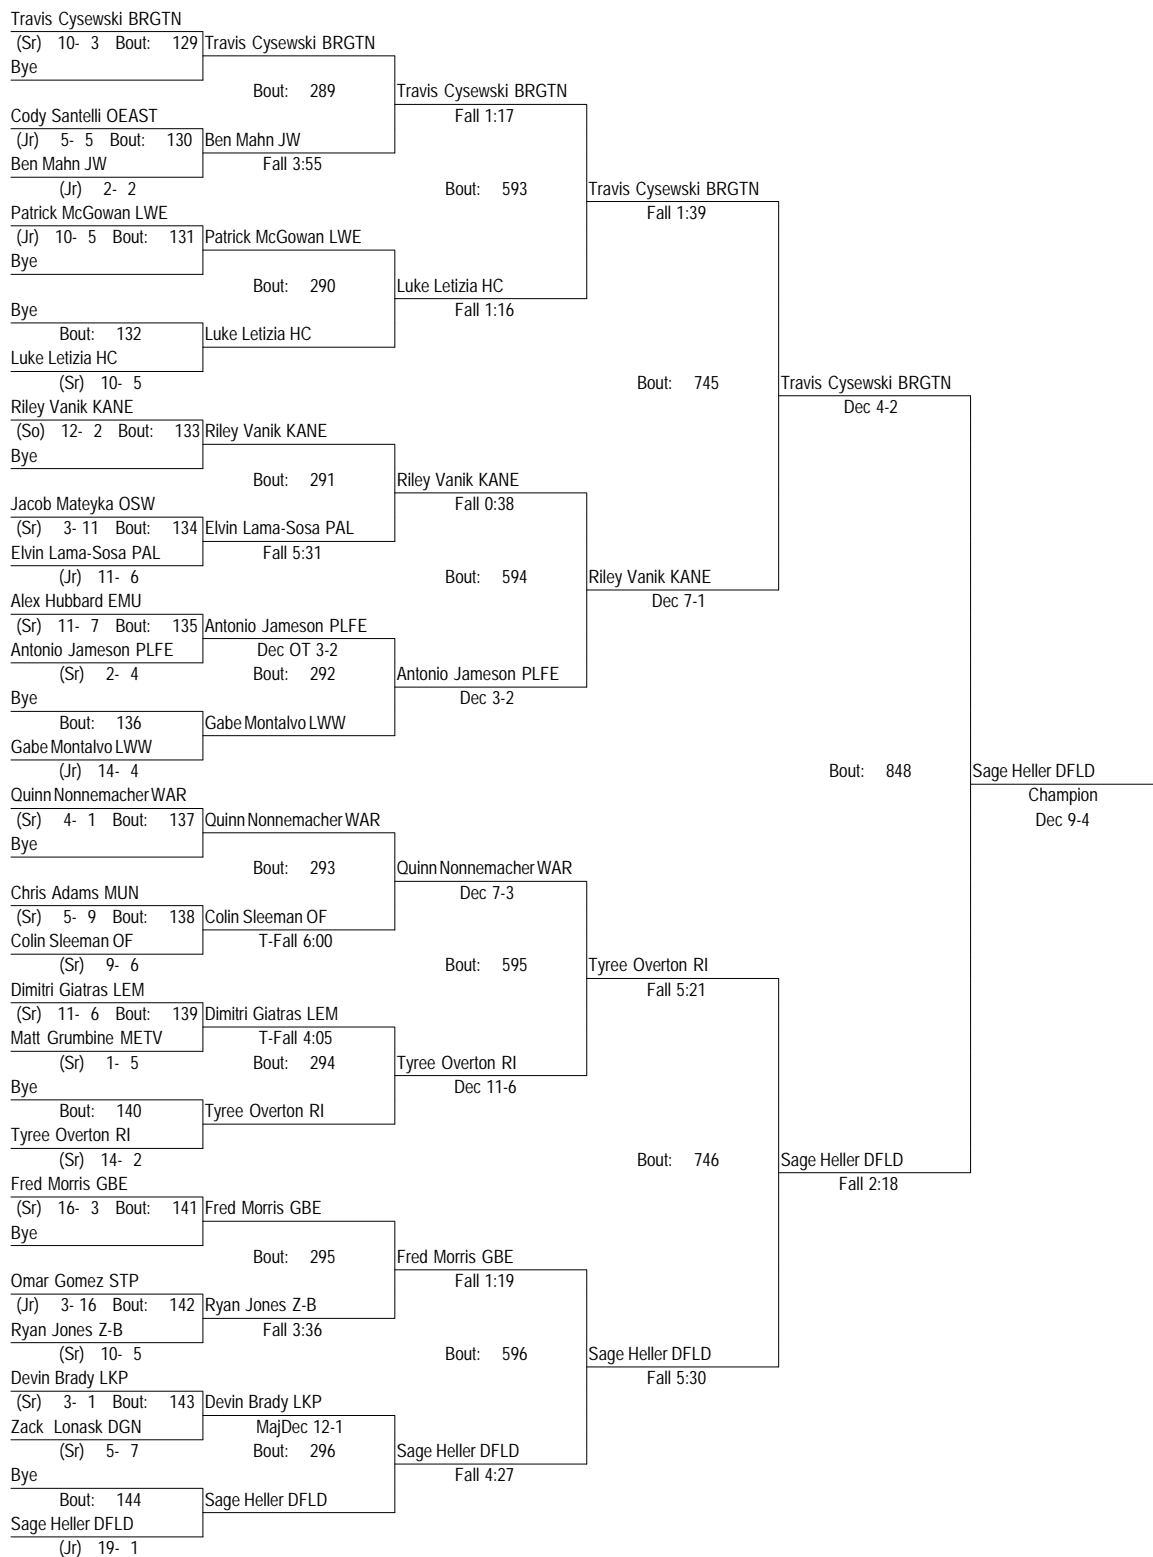 Travis Cysewski BRGTN
(Sr) 10- 3 Bout: 129 Travis Cysewski BRGTN
Bye
Bout: 289 Travis Cysewski BRGTN
Cody Santelli OEAST Fall 1:17
(Jr) 5- 5 Bout: 130 Ben Mahn JW
Ben Mahn JW Fall 3:55
(Jr) 2- 2 Bout: 593 Travis Cysewski BRGTN
Patrick McGowan LWE Fall 1:39
(Jr) 10- 5 Bout: 131 Patrick McGowan LWE
Bye
Bout: 290 Luke Letizia HC
Bye Fall 1:16
Bout: 132 Luke Letizia HC
Luke Letizia HC
(Sr) 10- 5 Bout: 745 Travis Cysewski BRGTN
Riley Vanik KANE Dec 4-2
(So) 12- 2 Bout: 133 Riley Vanik KANE
Bye
Bout: 291 Riley Vanik KANE
Jacob Mateyka OSW Fall 0:38
(Sr) 3- 11 Bout: 134 Elvin Lama-Sosa PAL
Elvin Lama-Sosa PAL Fall 5:31
(Jr) 11- 6 Bout: 594 Riley Vanik KANE
Alex Hubbard EMU Dec 7-1
(Sr) 11- 7 Bout: 135 Antonio Jameson PLFE
Antonio Jameson PLFE Dec OT 3-2
(Sr) 2- 4 Bout: 292 Antonio Jameson PLFE
Bye Dec 3-2
Bout: 136 Gabe Montalvo LWW
Gabe Montalvo LWW
(Jr) 14- 4 Bout: 848 Sage Heller DFLD
Quinn Nonnemacher WAR Champion
(Sr) 4- 1 Bout: 137 Quinn Nonnemacher WAR Dec 9-4
Bye
Bout: 293 Quinn Nonnemacher WAR
Chris Adams MUN Dec 7-3
(Sr) 5- 9 Bout: 138 Colin Sleeman OF
Colin Sleeman OF T-Fall 6:00
(Sr) 9- 6 Bout: 595 Tyree Overton RI
Dimitri Giatras LEM Fall 5:21
(Sr) 11- 6 Bout: 139 Dimitri Giatras LEM
Matt Grumbine METV T-Fall 4:05
(Sr) 1- 5 Bout: 294 Tyree Overton RI
Bye Dec 11-6
Bout: 140 Tyree Overton RI
Tyree Overton RI
(Sr) 14- 2 Bout: 746 Sage Heller DFLD
Fred Morris GBE Fall 2:18
(Sr) 16- 3 Bout: 141 Fred Morris GBE
Bye
Bout: 295 Fred Morris GBE
Omar Gomez STP Fall 1:19
(Jr) 3- 16 Bout: 142 Ryan Jones Z-B
Ryan Jones Z-B Fall 3:36
(Sr) 10- 5 Bout: 596 Sage Heller DFLD
Devin Brady LKP Fall 5:30
(Sr) 3- 1 Bout: 143 Devin Brady LKP
Zack Lonask DGN MajDec 12-1
(Sr) 5- 7 Bout: 296 Sage Heller DFLD
Bye Fall 4:27
Bout: 144 Sage Heller DFLD
Sage Heller DFLD
(Jr) 19- 1